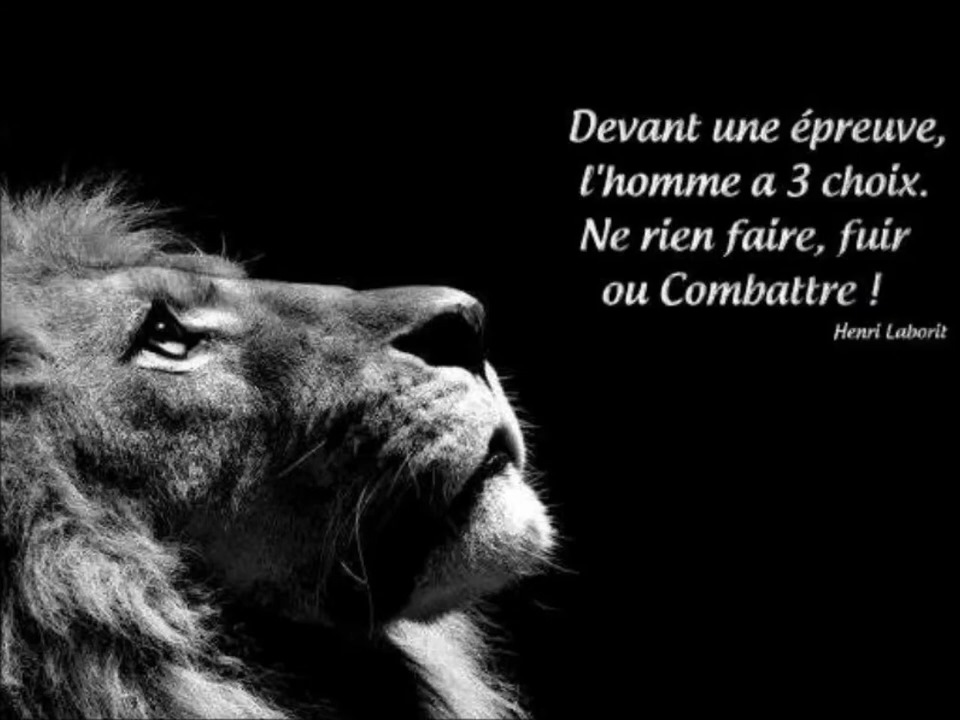 Devant une épreuve,
l'homme a 3 choix.
Ne rien faire, fuir
ou Combattre !
Henri Laborit